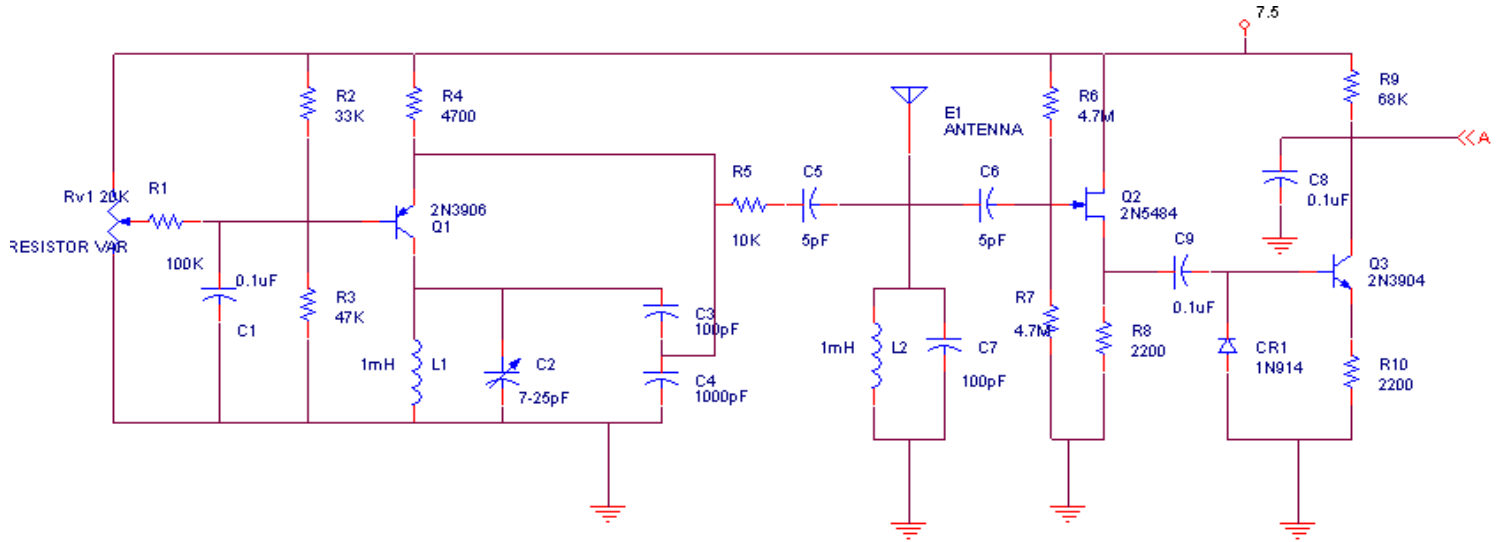 7.5
R2
33K
R4
4700
R6
4.7M
R9
68K
E1
ANTENNA
A
Rv1 20K
RESISTOR VAR
R1
100K
2N3906
Q1
R5
10K
C5
5pF
C6
5pF
Q2
2N5484
C8
0.1uF
0.1uF
C1
R3
47K
1mH
L1
C2
7-25pF
C3
100pF
C4
1000pF
1mH
L2
C7
100pF
R7
4.7M
R8
2200
C9
0.1uF
CR1
1N914
Q3
2N3904
R10
2200